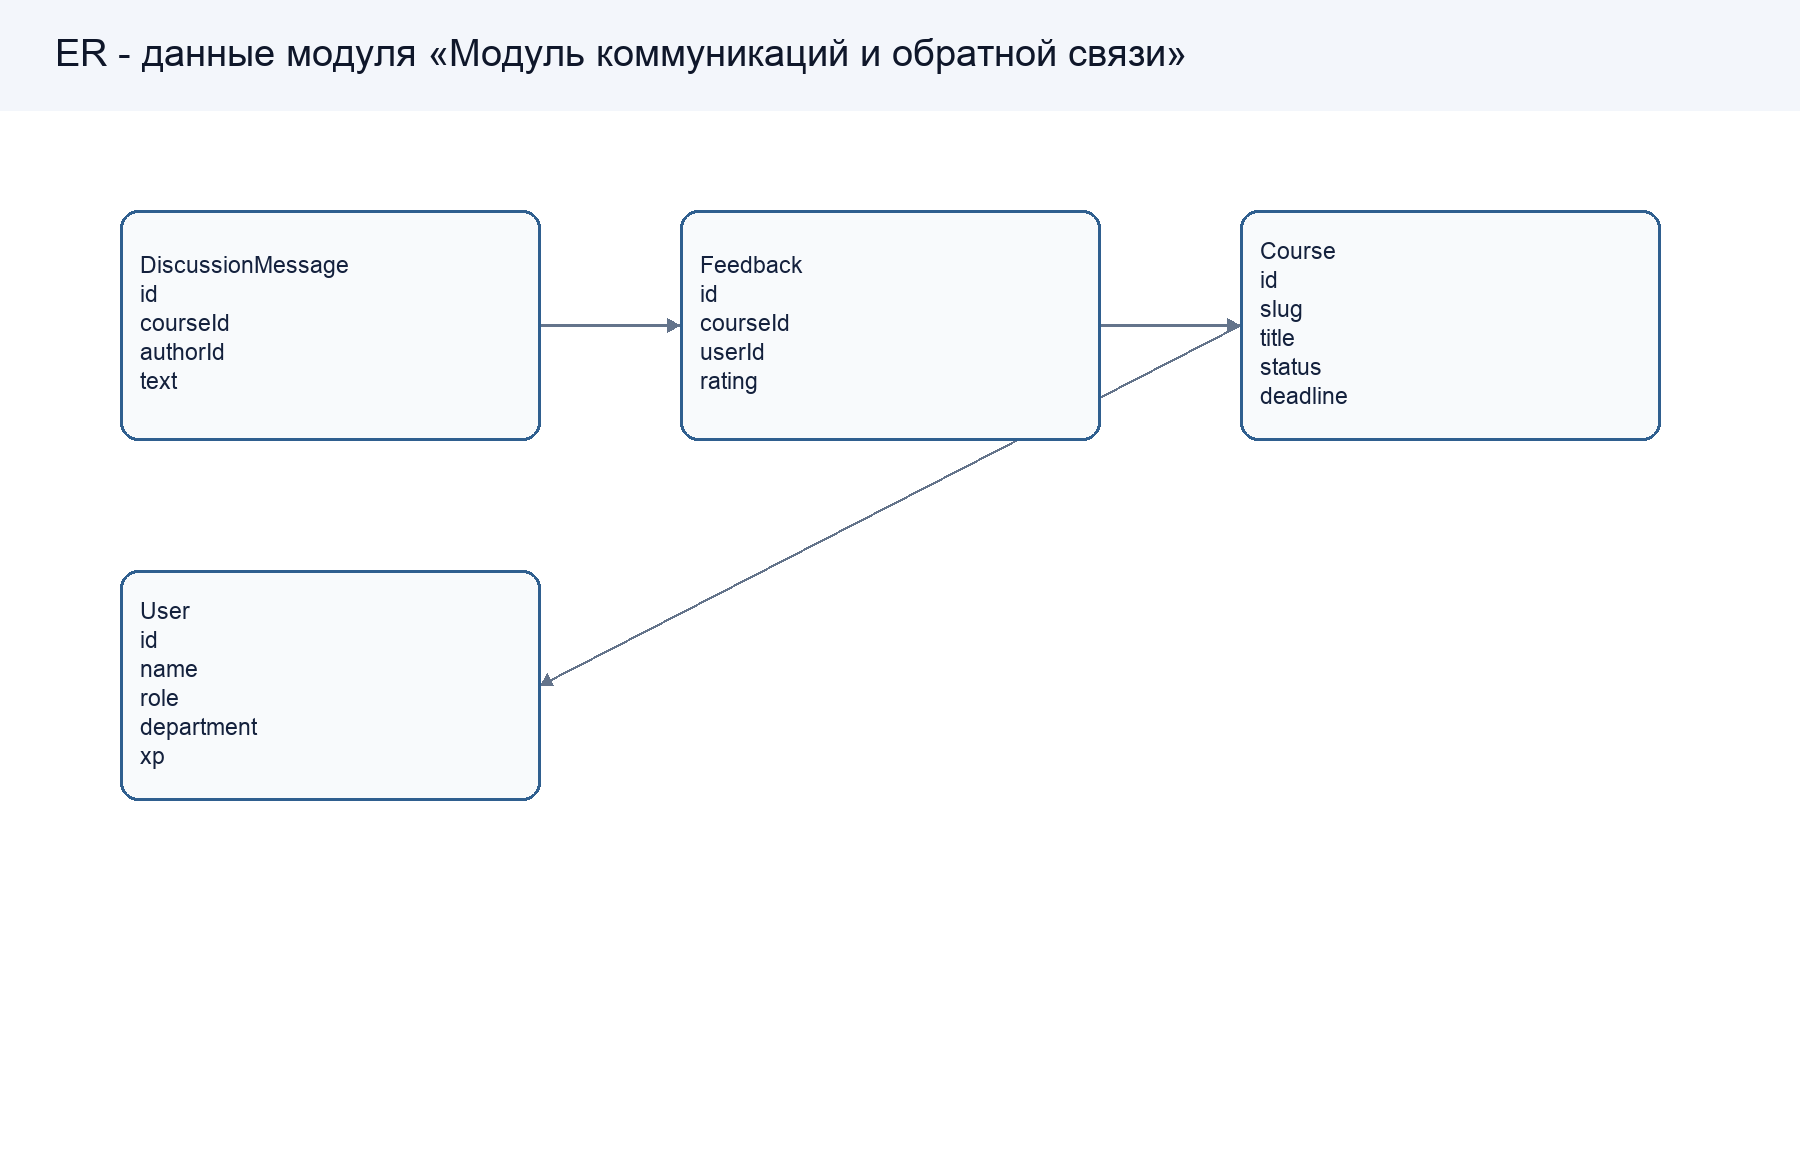 ER - данные модуля «Модуль коммуникаций и обратной связи»
DiscussionMessage
id
courseId
authorId
text
Feedback
id
courseId
userId
rating
Course
id
slug
title
status
deadline
User
id
name
role
department
xp